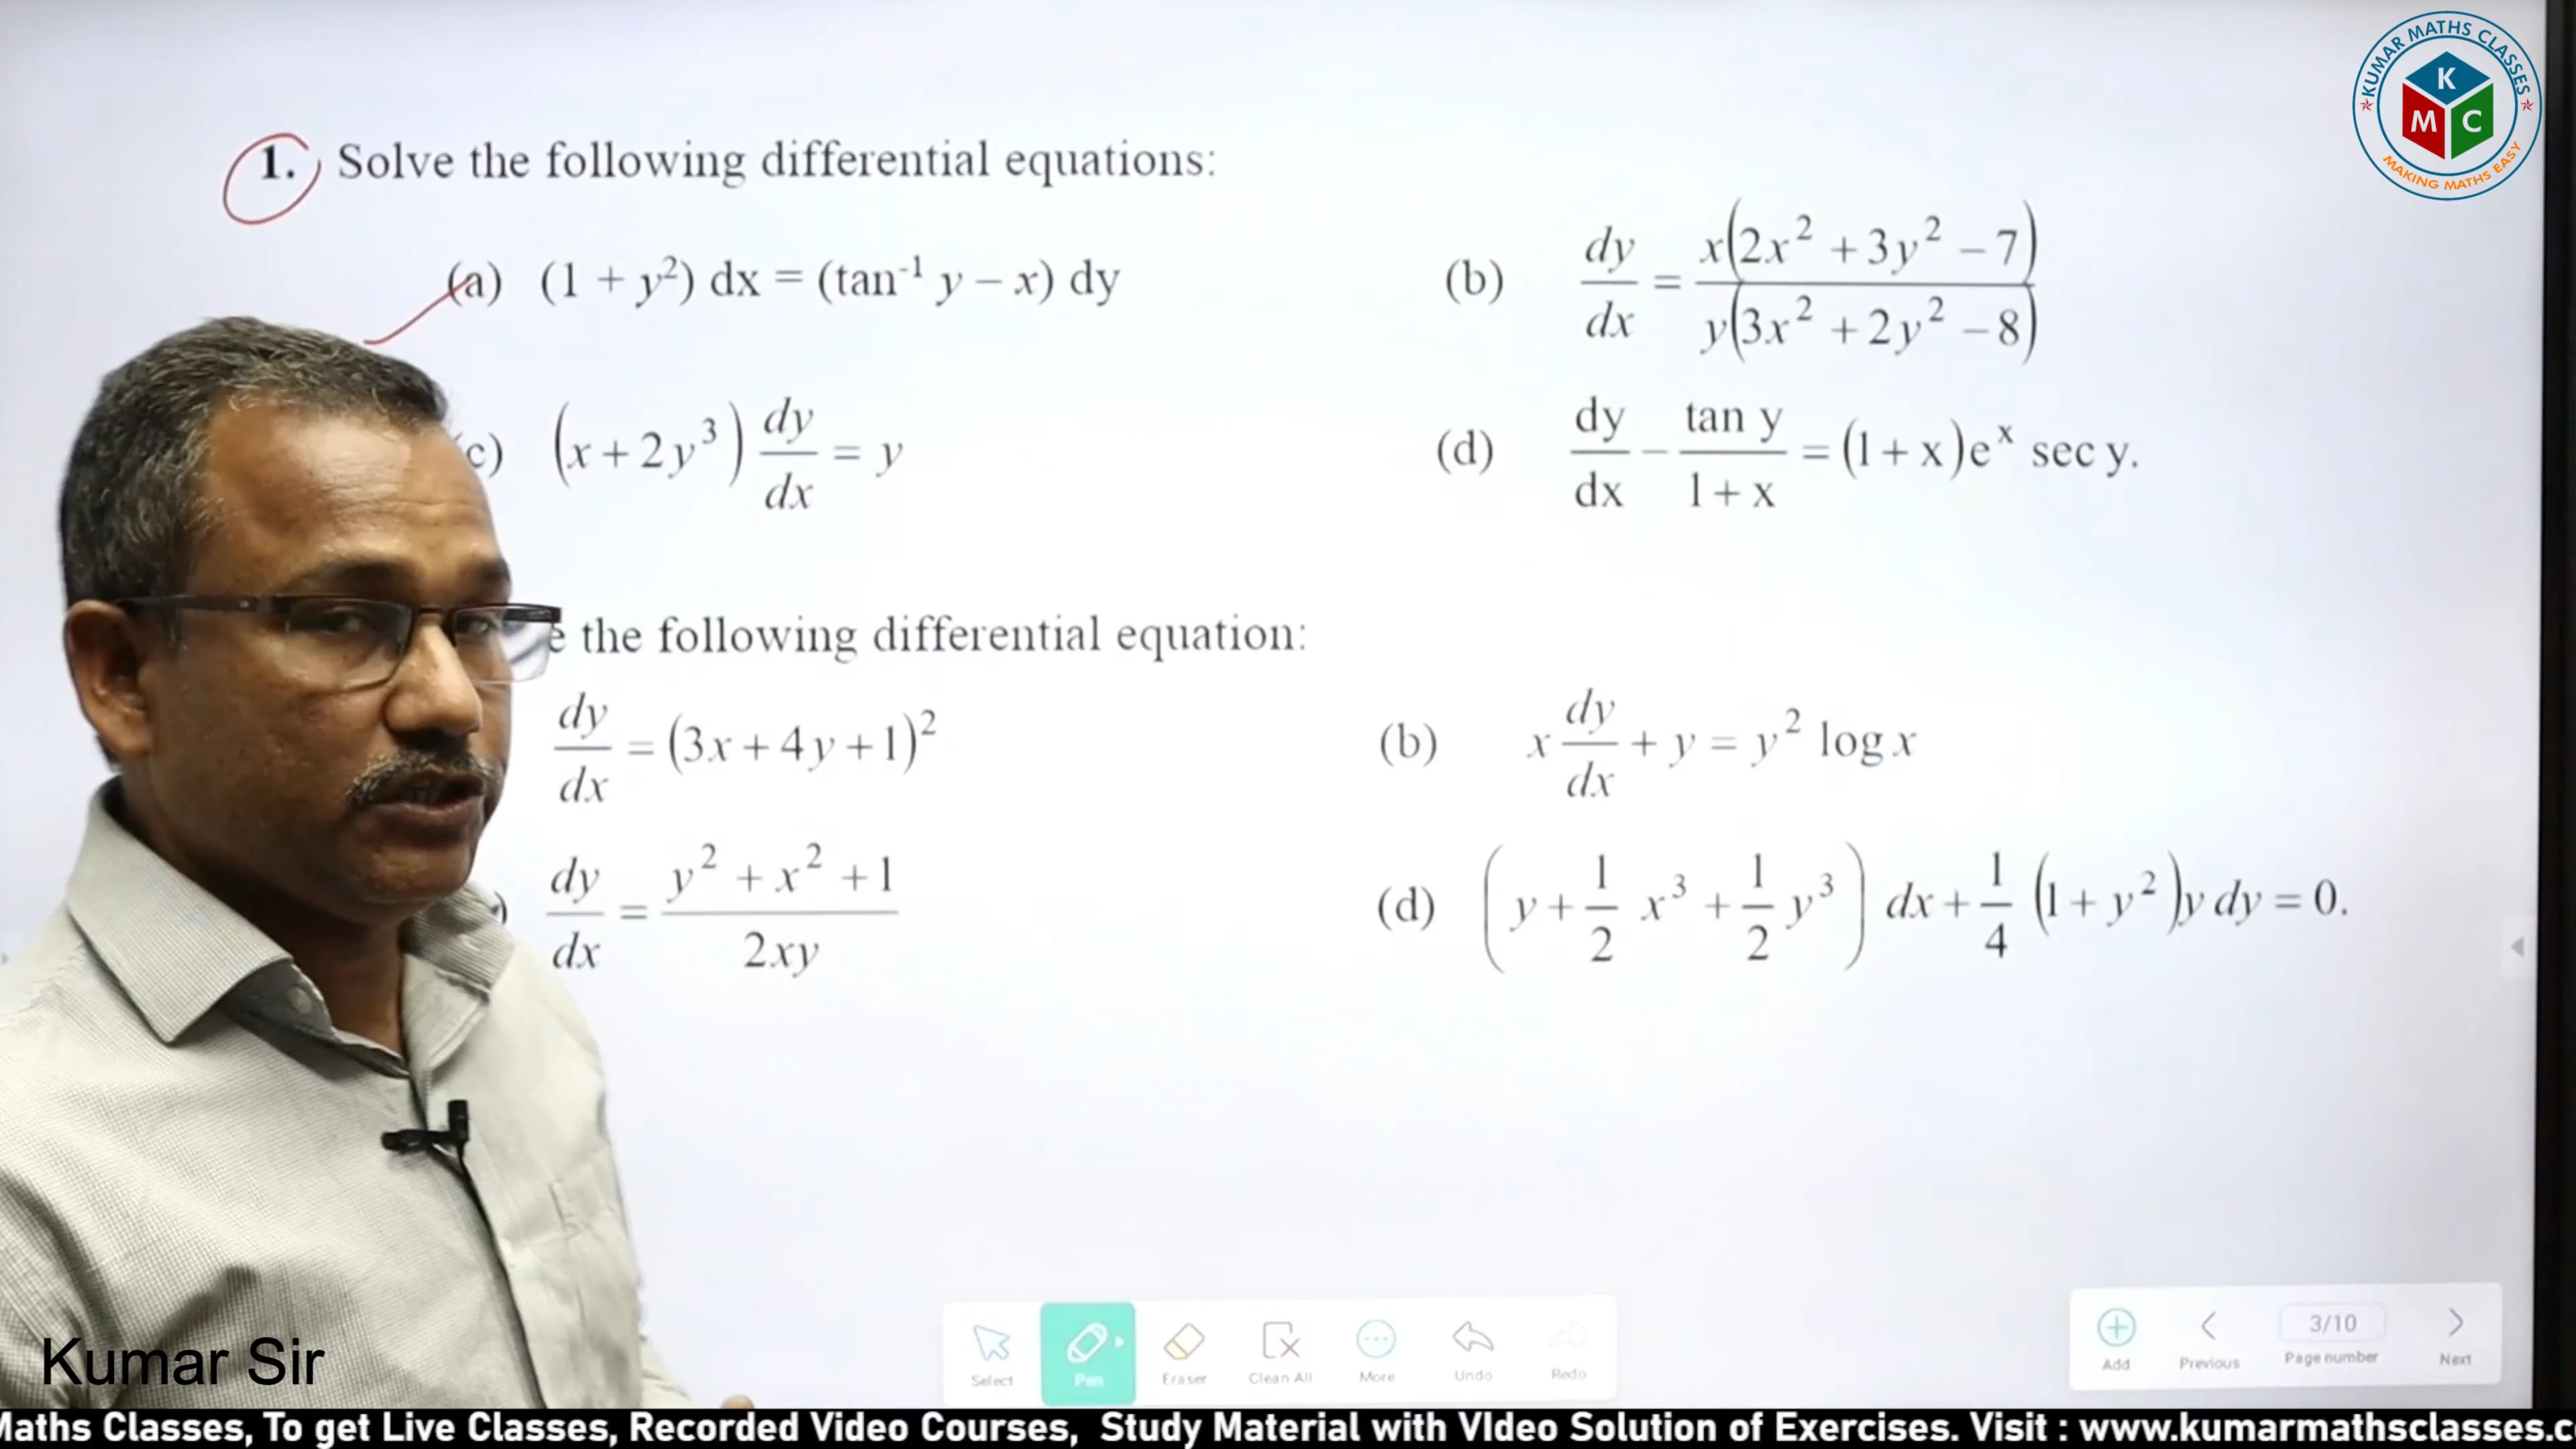 KUMAR MATHS CLASSES
K
M C
MAKING MATHS EASY
1. Solve the following differential equations:
(a) (1 + y²) dx = (tan⁻¹ y – x) dy
(b) dy/dx = x(2x² + 3y² – 7) / y(3x² + 2y² – 8)
c) (x + 2y³) dy/dx = y
(d) dy/dx – tan y/(1 + x) = (1 + x)eˣ sec y.
e the following differential equation:
dy/dx = (3x + 4y + 1)²
(b) x dy/dx + y = y² log x
) dy/dx = (y² + x² + 1) / 2xy
(d) (y + 1/2 x³ + 1/2 y³) dx + 1/4 (1 + y²)y dy = 0.
Select
Pen
Eraser
Clean All
More
Undo
Redo
Add
Previous
3/10
Page number
Next
Kumar Sir
Maths Classes, To get Live Classes, Recorded Video Courses, Study Material with VIdeo Solution of Exercises. Visit : www.kumarmathsclasses.c